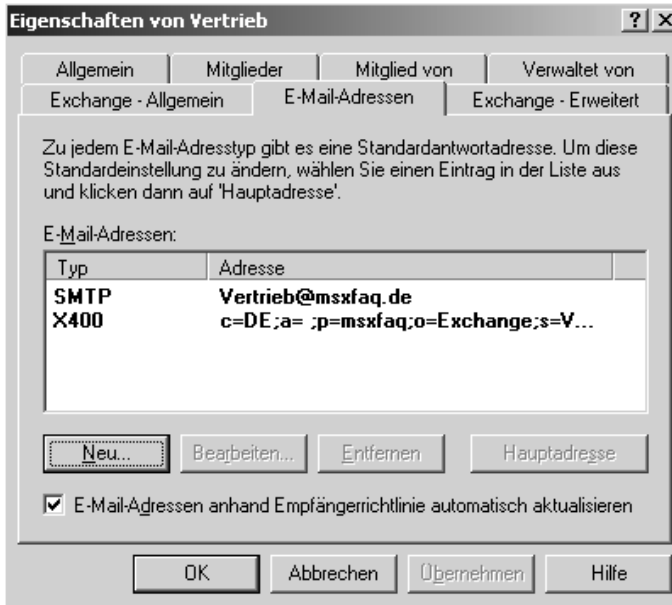 Eigenschaften von Vertrieb
Allgemein Mitglieder Mitglied von Verwaltet von
Exchange - Allgemein E-Mail-Adressen Exchange - Erweitert
Zu jedem E-Mail-Adresstyp gibt es eine Standardantwortadresse. Um diese
Standardeinstellung zu ändern, wählen Sie einen Eintrag in der Liste aus
und klicken dann auf 'Hauptadresse'.
E-Mail-Adressen:
Typ Adresse
SMTP Vertrieb@msxfaq.de
X400 c=DE;a= ;p=msxfaq;o=Exchange;s=V...
Neu... Bearbeiten... Entfernen Hauptadresse
E-Mail-Adressen anhand Empfängerrichtlinie automatisch aktualisieren
OK Abbrechen Übernehmen Hilfe